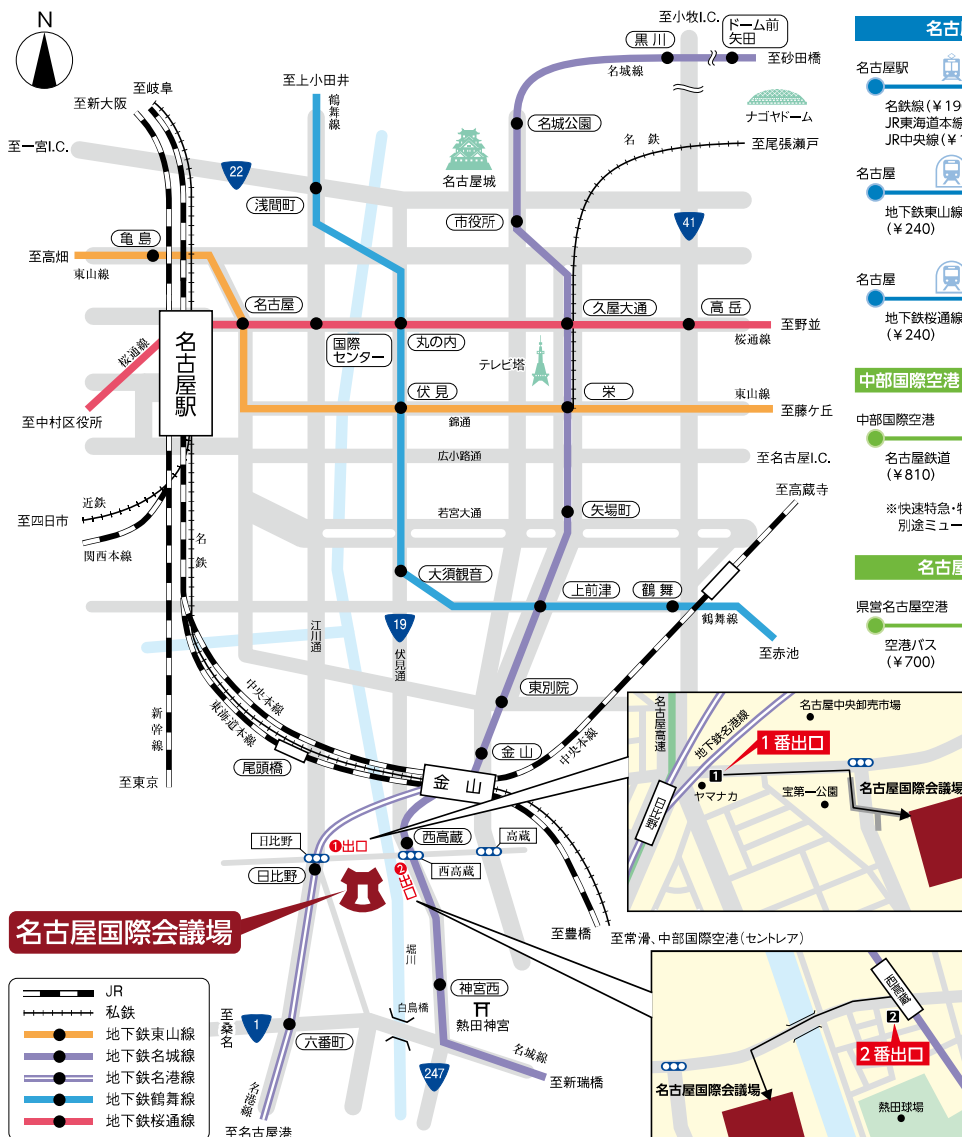 N
至小牧I.C.
ドーム前
矢田
黒川
名城線
至砂田橋
至岐阜
至新大阪
至上小田井
鶴舞線
ナゴヤドーム
名城公園
名鉄
至尾張瀬戸
至一宮I.C.
22
名古屋城
浅間町
市役所
41
亀島
至高畑
東山線
名古屋
久屋大通
高岳
至野並
桜通線
国際
センター
丸の内
桜通線
名古屋駅
テレビ塔
伏見
栄
東山線
至中村区役所
錦通
至藤ケ丘
広小路通
至名古屋I.C.
至高蔵寺
近鉄
至四日市
関西本線
名鉄
若宮大通
矢場町
大須観音
上前津
鶴舞
鶴舞線
江川通
19
伏見通
至赤池
東別院
中央本線
東海道本線
新幹線
尾頭橋
至東京
金山
金山
中央本線
日比野
1出口
西高蔵
高蔵
日比野
2出口
西高蔵
名古屋国際会議場
至豊橋
至常滑、中部国際空港(セントレア)
堀川
神宮西
白鳥橋
熱田神宮
至桑名
1
六番町
247
名城線
至新瑞橋
名港線
至名古屋港
JR
私鉄
地下鉄東山線
地下鉄名城線
地下鉄名港線
地下鉄鶴舞線
地下鉄桜通線
名古屋高速
地下鉄名港線
名古屋中央卸売市場
1番出口
1
ヤマナカ
宝第一公園
名古屋国際会議場
日比野
西高蔵
2
2番出口
名古屋国際会議場
熱田球場
名古
名古屋駅
名鉄線(¥19
JR東海道本線
JR中央線(¥1
名古屋
地下鉄東山線
(¥240)
名古屋
地下鉄桜通線
(¥240)
中部国際空港
中部国際空港
名古屋鉄道
(¥810)
※快速特急・特
別途ミュー
名古屋
県営名古屋空港
空港バス
(¥700)